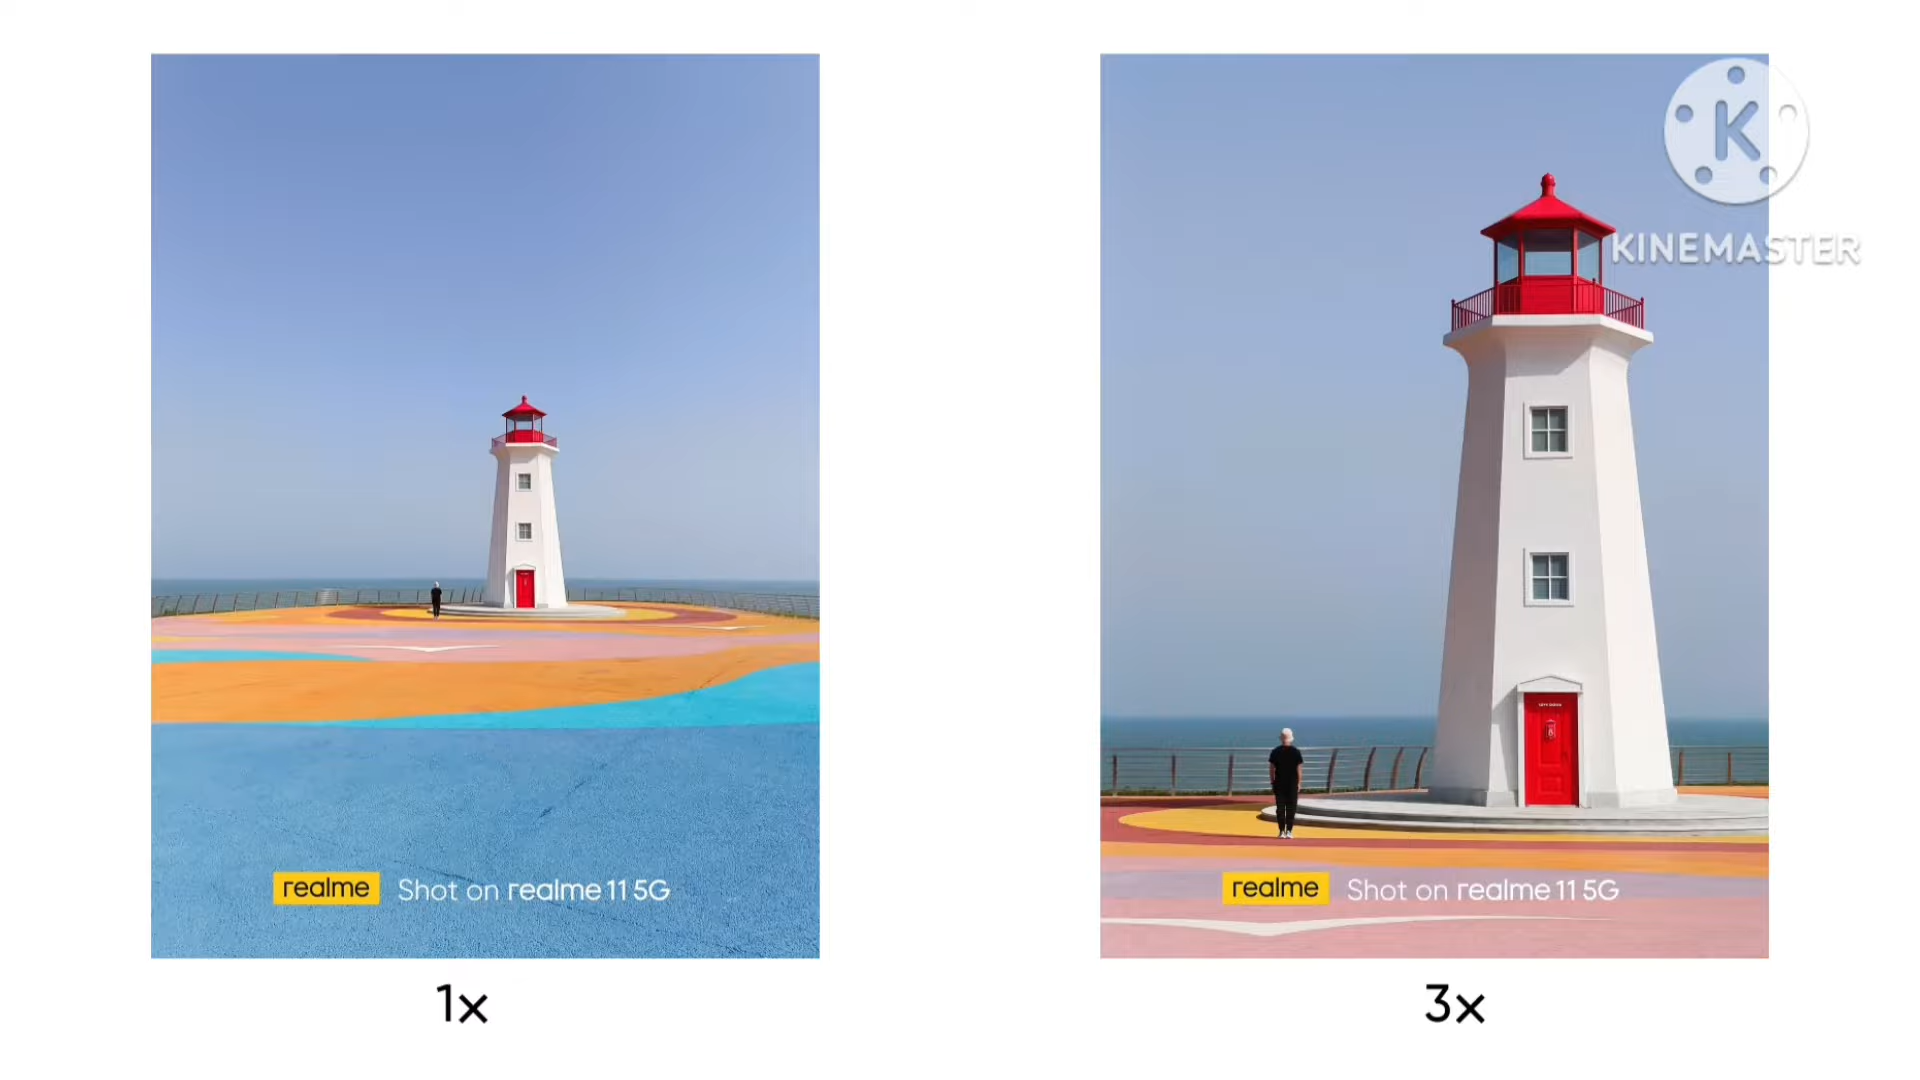 K
KINEMASTER
realme Shot on realme 11 5G
realme Shot on realme 11 5G
1x
3x